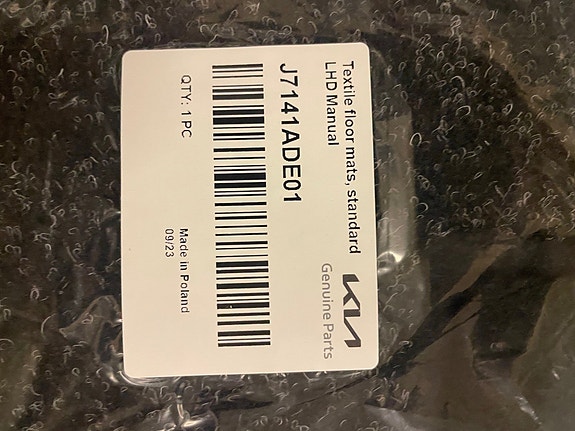 Textile floor mats, standard
LHD Manual
KIA
Genuine Parts
J7141ADE01
QTY: 1 PC
Made in Poland
09/23